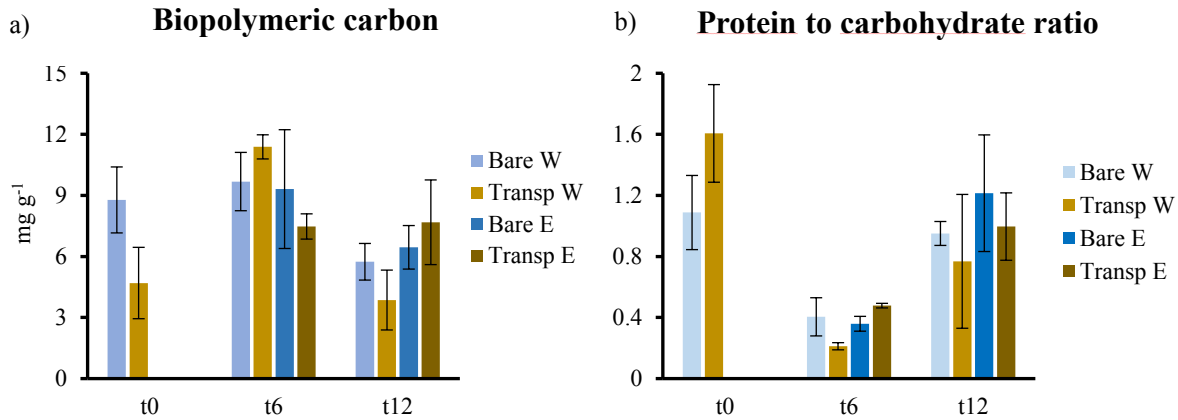 a)
Biopolymeric carbon
15
12
9
6
3
0
mg g⁻¹
t0
t6
t12
Bare W
Transp W
Bare E
Transp E
b)
Protein to carbohydrate ratio
2
1.6
1.2
0.8
0.4
0
t0
t6
t12
Bare W
Transp W
Bare E
Transp E